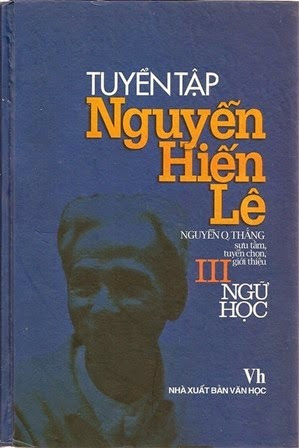 TUYỂN TẬP
Nguyễn
Hiến
Lê
NGUYỄN Q. THẮNG
sưu tầm,
tuyển chọn,
giới thiệu
III
NGỮ
HỌC
Vh
NHÀ XUẤT BẢN VĂN HỌC